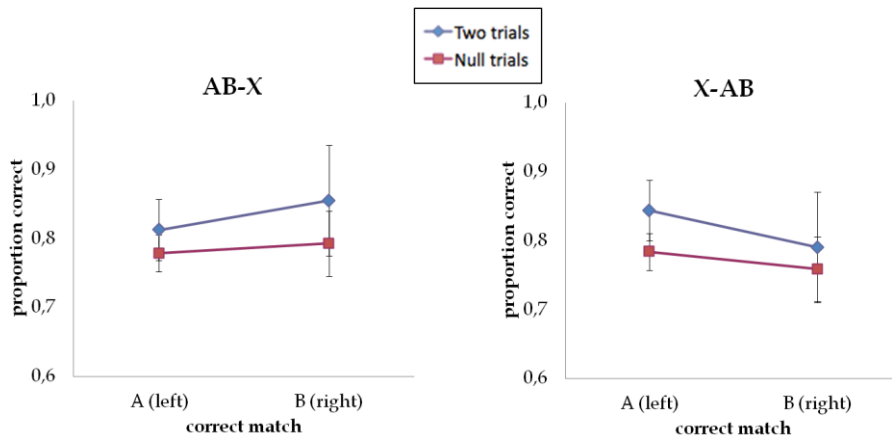 Two trials
Null trials
AB-X
X-AB
1,0
0,9
0,8
0,7
0,6
proportion correct
A (left)
B (right)
correct match
1,0
0,9
0,8
0,7
0,6
proportion correct
A (left)
B (right)
correct match